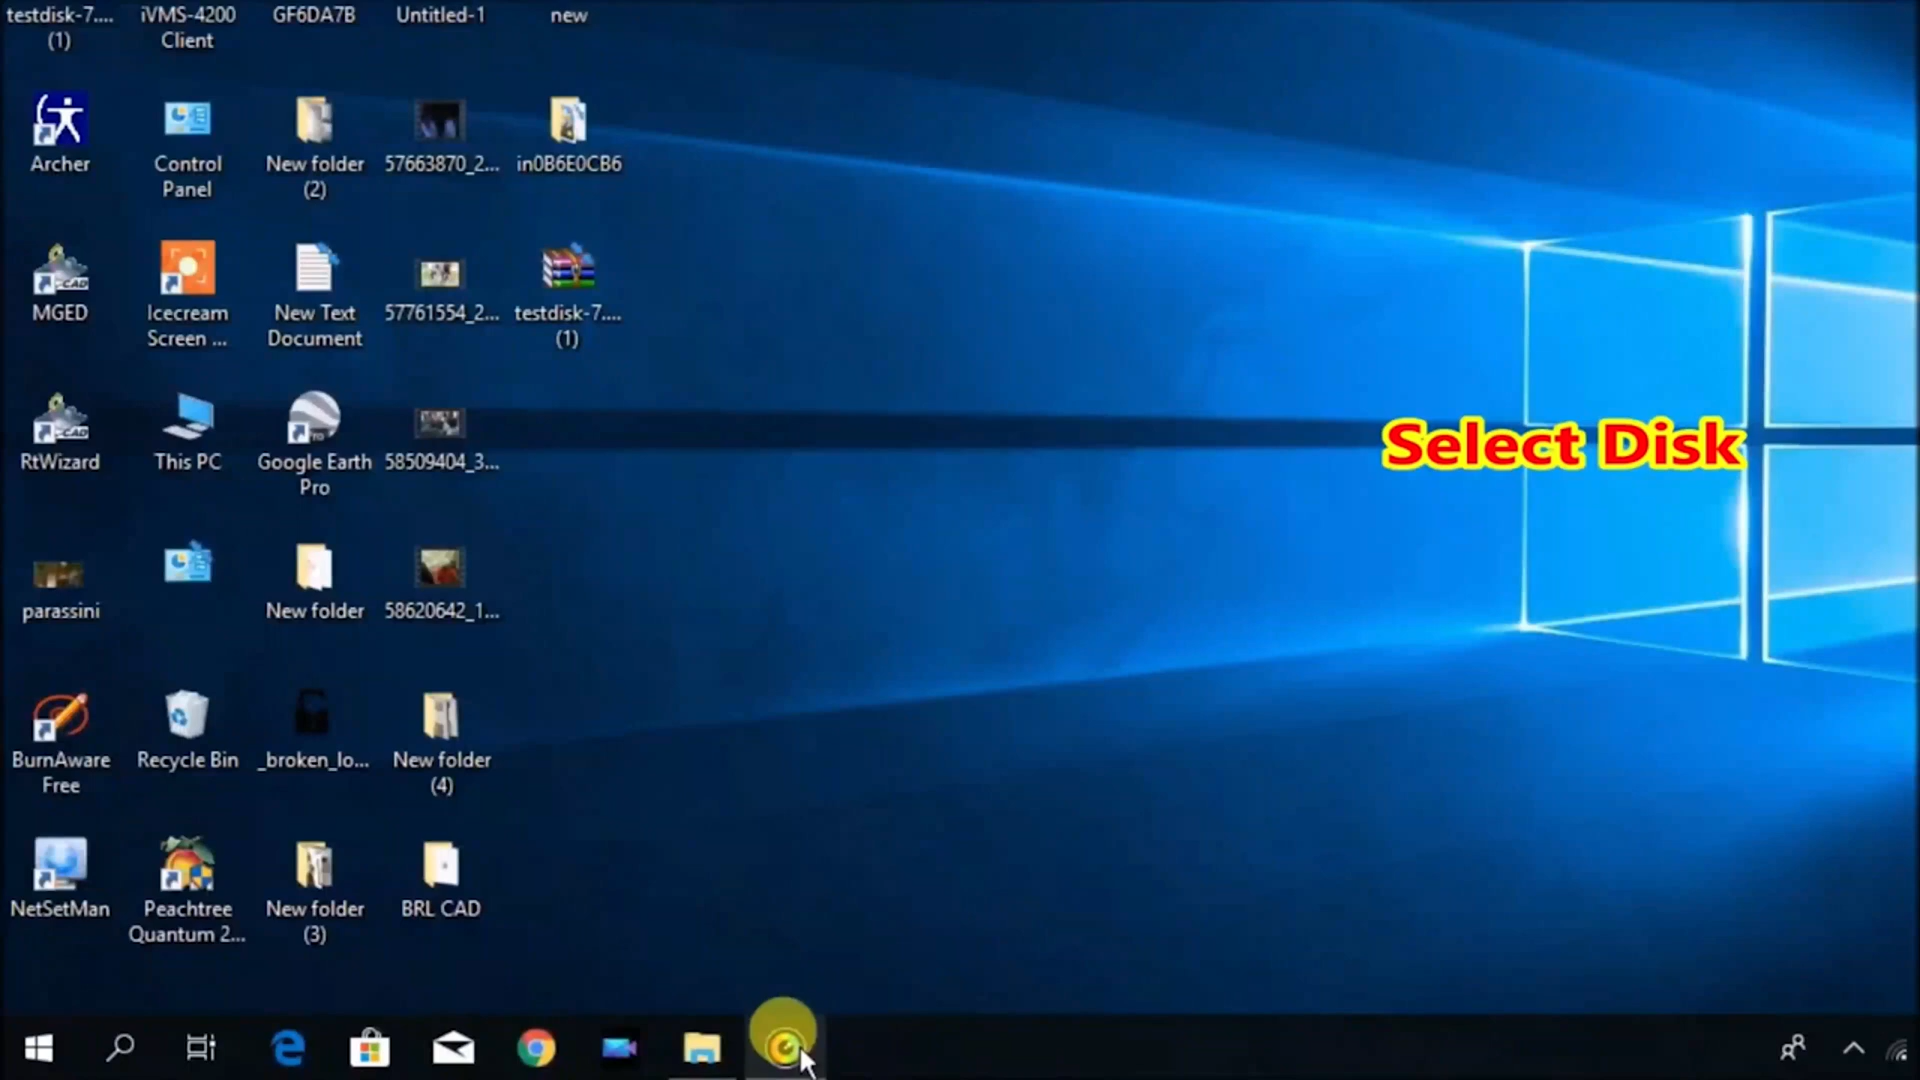 testdisk-7....
(1)
iVMS-4200
Client
GF6DA7B
Untitled-1
new
Archer
Control
Panel
New folder
(2)
57663870_2...
in0B6E0CB6
MGED
Icecream
Screen ...
New Text
Document
57761554_2...
testdisk-7....
(1)
RtWizard
This PC
Google Earth
Pro
58509404_3...
Select Disk
parassini
New folder
58620642_1...
BurnAware
Free
Recycle Bin
_broken_lo...
New folder
(4)
NetSetMan
Peachtree
Quantum 2...
New folder
(3)
BRL CAD